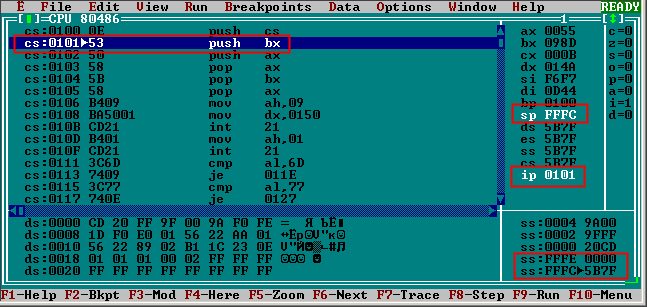 Ë File Edit View Run Breakpoints Data Options Window Help READY
[■]=CPU 80486 1=[↕]
cs:0100 0E push cs
cs:0101▶53 push bx
cs:0102 50 push ax
cs:0103 58 pop ax
cs:0104 5B pop bx
cs:0105 58 pop ax
cs:0106 B409 mov ah,09
cs:0108 BA5001 mov dx,0150
cs:010B CD21 int 21
cs:010D B401 mov ah,01
cs:010F CD21 int 21
cs:0111 3C6D cmp al,6D
cs:0113 7409 je 011E
cs:0115 3C77 cmp al,77
cs:0117 740E je 0127
ax 0055 c=0
bx 098D z=0
cx 000B s=0
dx 014A o=0
si F6F7 p=0
di 0D44 a=0
bp 0100 i=1
sp FFFC d=0
ds 5B7F
es 5B7F
ss 5B7F
cs 5B7F
ip 0101
ds:0000 CD 20 FF 9F 00 9A F0 FE
ds:0008 1D F0 E0 01 56 22 AA 01
ds:0010 56 22 89 02 B1 1C 23 0E
ds:0018 01 01 01 00 02 FF FF FF
ds:0020 FF FF FF FF FF FF FF FF
ss:0004 9A00
ss:0002 9FFF
ss:0000 20CD
ss:FFFE 0000
ss:FFFC▶5B7F
F1-Help F2-Bkpt F3-Mod F4-Here F5-Zoom F6-Next F7-Trace F8-Step F9-Run F10-Menu